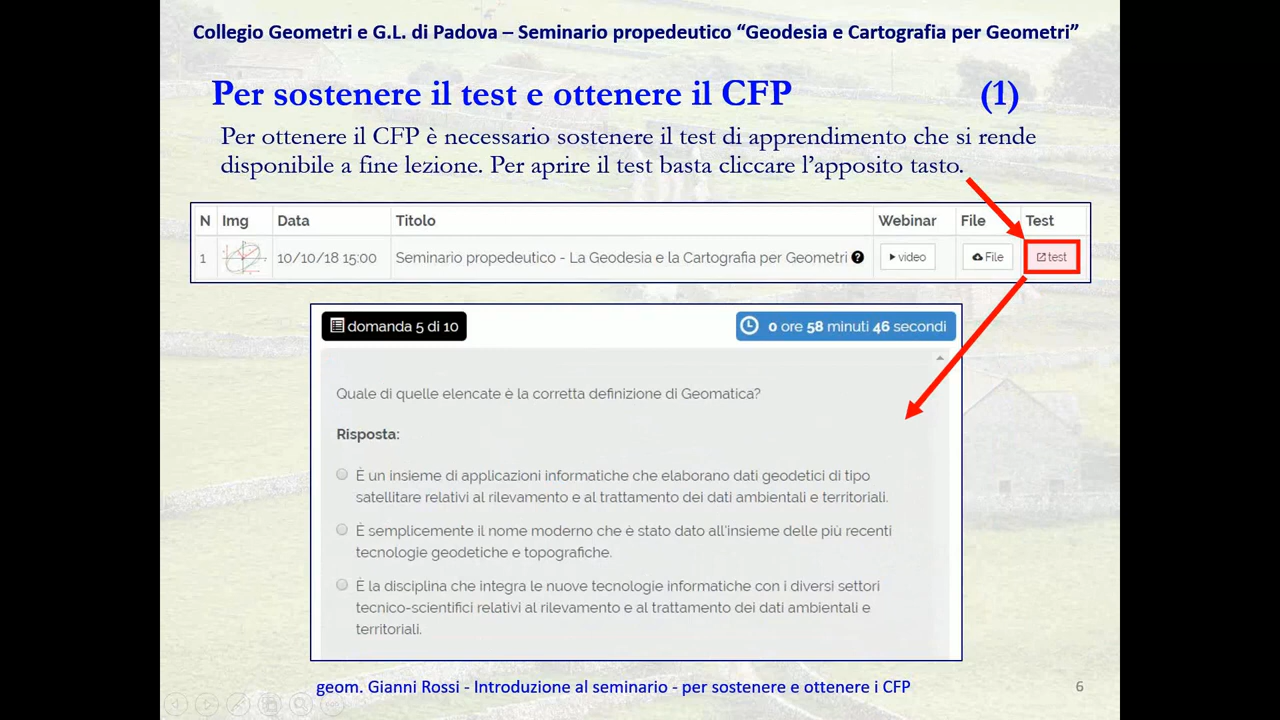 Collegio Geometri e G.L. di Padova – Seminario propedeutico “Geodesia e Cartografia per Geometri”
Per sostenere il test e ottenere il CFP (1)
Per ottenere il CFP è necessario sostenere il test di apprendimento che si rende
disponibile a fine lezione. Per aprire il test basta cliccare l’apposito tasto.
N Img Data Titolo Webinar File Test
1 10/10/18 15:00 Seminario propedeutico - La Geodesia e la Cartografia per Geometri ? video File test
domanda 5 di 10 0 ore 58 minuti 46 secondi
Quale di quelle elencate è la corretta definizione di Geomatica?
Risposta:
È un insieme di applicazioni informatiche che elaborano dati geodetici di tipo
satellitare relativi al rilevamento e al trattamento dei dati ambientali e territoriali.
È semplicemente il nome moderno che è stato dato all'insieme delle più recenti
tecnologie geodetiche e topografiche.
È la disciplina che integra le nuove tecnologie informatiche con i diversi settori
tecnico-scientifici relativi al rilevamento e al trattamento dei dati ambientali e
territoriali.
geom. Gianni Rossi - Introduzione al seminario - per sostenere e ottenere i CFP 6